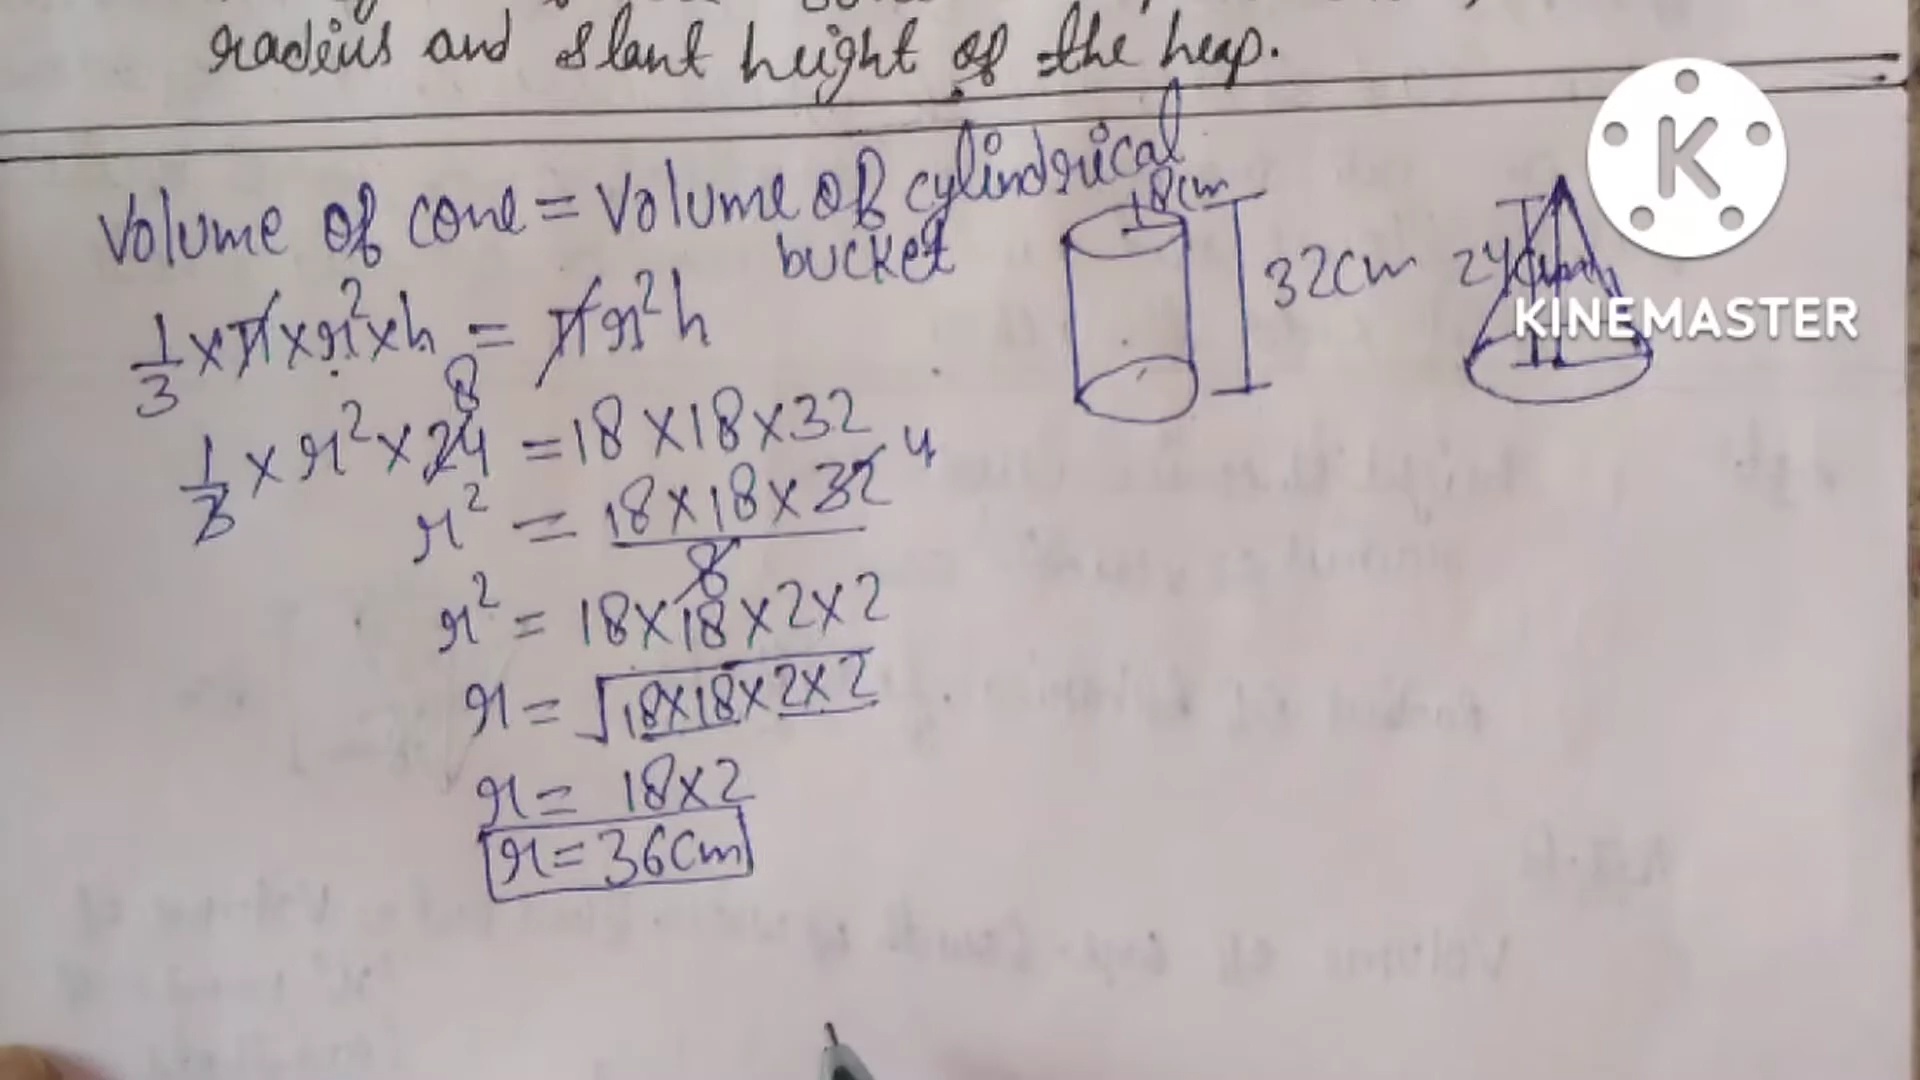 radius and slant height of the heap.
Volume of cone = Volume of cylindrical
bucket
1/3 × π × r² × h = πr²h
8
1/3 × r² × 24 = 18 × 18 × 32
r² = 18 × 18 × 32 / 8
4
r² = 18 × 18 × 2 × 2
r = √18 × 18 × 2 × 2
r = 18 × 2
r = 36cm
18cm
32cm
24cm
K
KINEMASTER